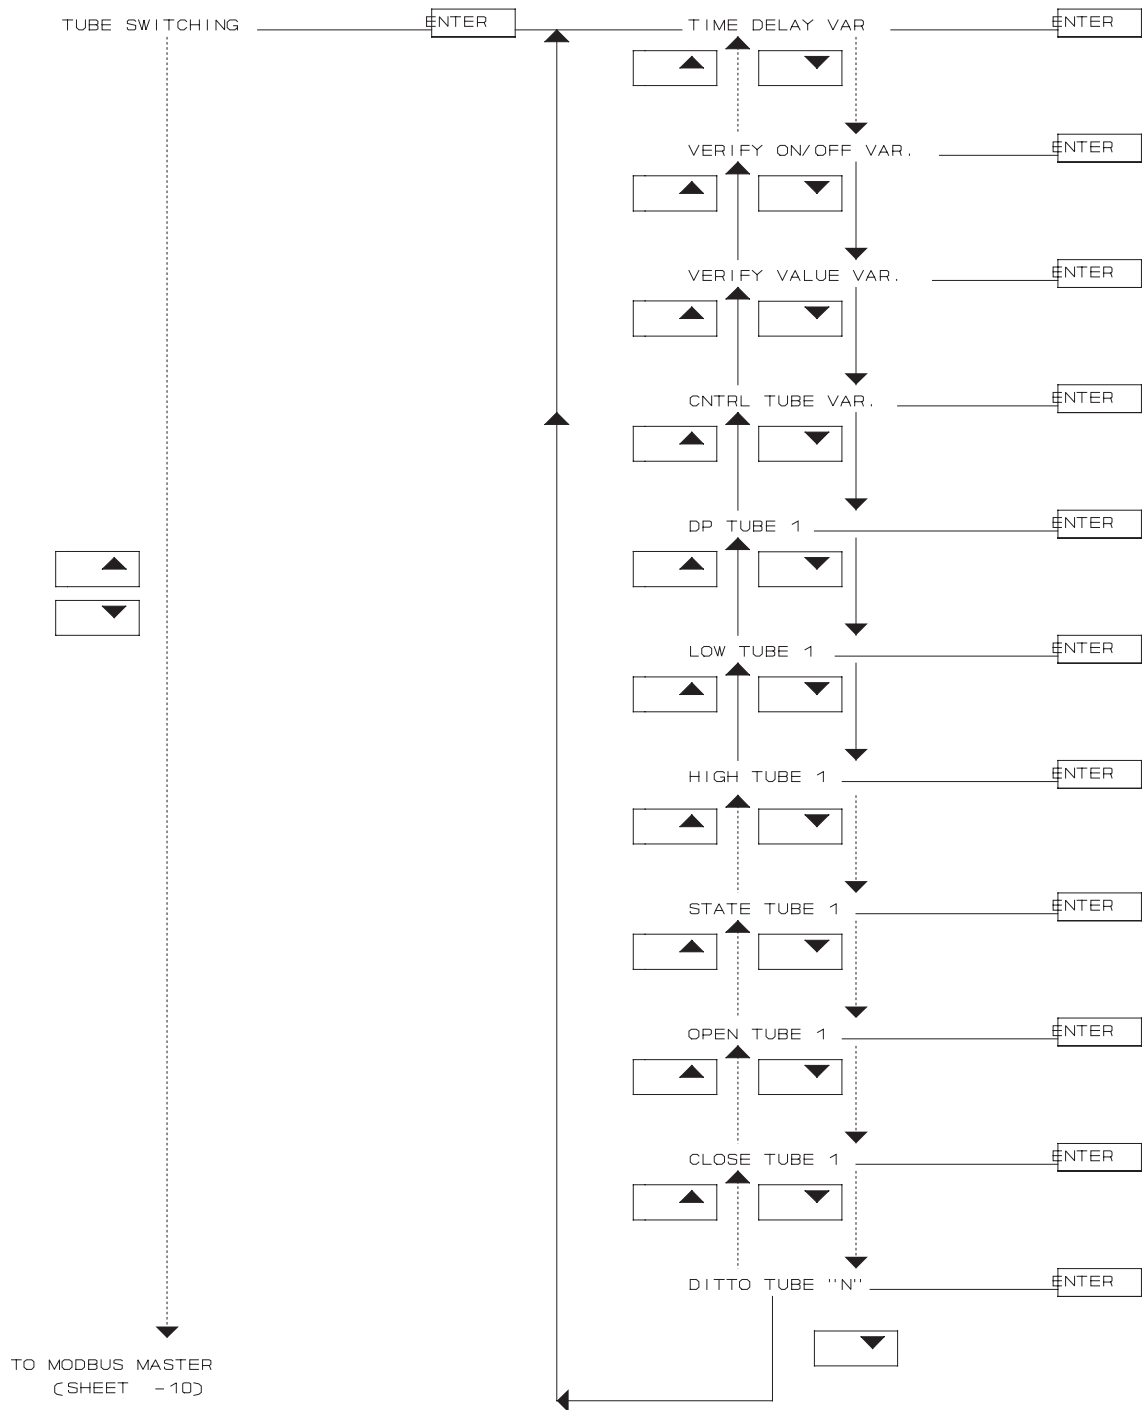 TUBE SWITCHING ENTER TIME DELAY VAR ENTER
VERIFY ON/OFF VAR. ENTER
VERIFY VALUE VAR. ENTER
CNTRL TUBE VAR. ENTER
DP TUBE 1 ENTER
LOW TUBE 1 ENTER
HIGH TUBE 1 ENTER
STATE TUBE 1 ENTER
OPEN TUBE 1 ENTER
CLOSE TUBE 1 ENTER
DITTO TUBE ''N'' ENTER
TO MODBUS MASTER
(SHEET -10)